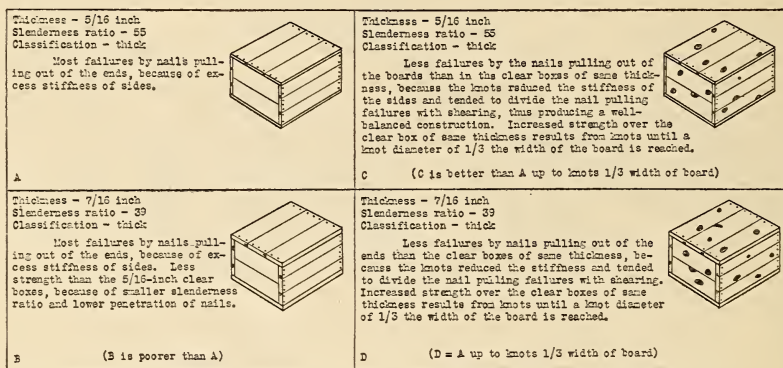 Thickness - 5/16 inch
Slenderness ratio - 55
Classification - thick
Most failures by nails pull-
ing out of the ends, because of ex-
cess stiffness of sides.
A
Thickness - 5/16 inch
Slenderness ratio - 55
Classification - thick
Less failures by the nails pulling out of
the boards than in the clear boxes of same thick-
ness, because the knots reduced the stiffness of
the sides and tended to divide the nail pulling
failures with shearing, thus producing a well-
balanced construction. Increased strength over the
clear box of same thickness results from knots until a
knot diameter of 1/3 the width of the board is reached.
C (C is better than A up to knots 1/3 width of board)
Thickness - 7/16 inch
Slenderness ratio - 39
Classification - thick
Most failures by nails pull-
ing out of the ends, because of ex-
cess stiffness of sides. Less
strength than the 5/16-inch clear
boxes, because of smaller slenderness
ratio and lower penetration of nails.
B (B is poorer than A)
Thickness - 7/16 inch
Slenderness ratio - 39
Classification - thick
Less failures by nails pulling out of the
ends than the clear boxes of same thickness, be-
cause the knots reduced the stiffness and tended
to divide the nail pulling failures with shearing.
Increased strength over the clear boxes of same
thickness results from knots until a knot diameter
of 1/3 the width of the board is reached.
D (D = A up to knots 1/3 width of board)